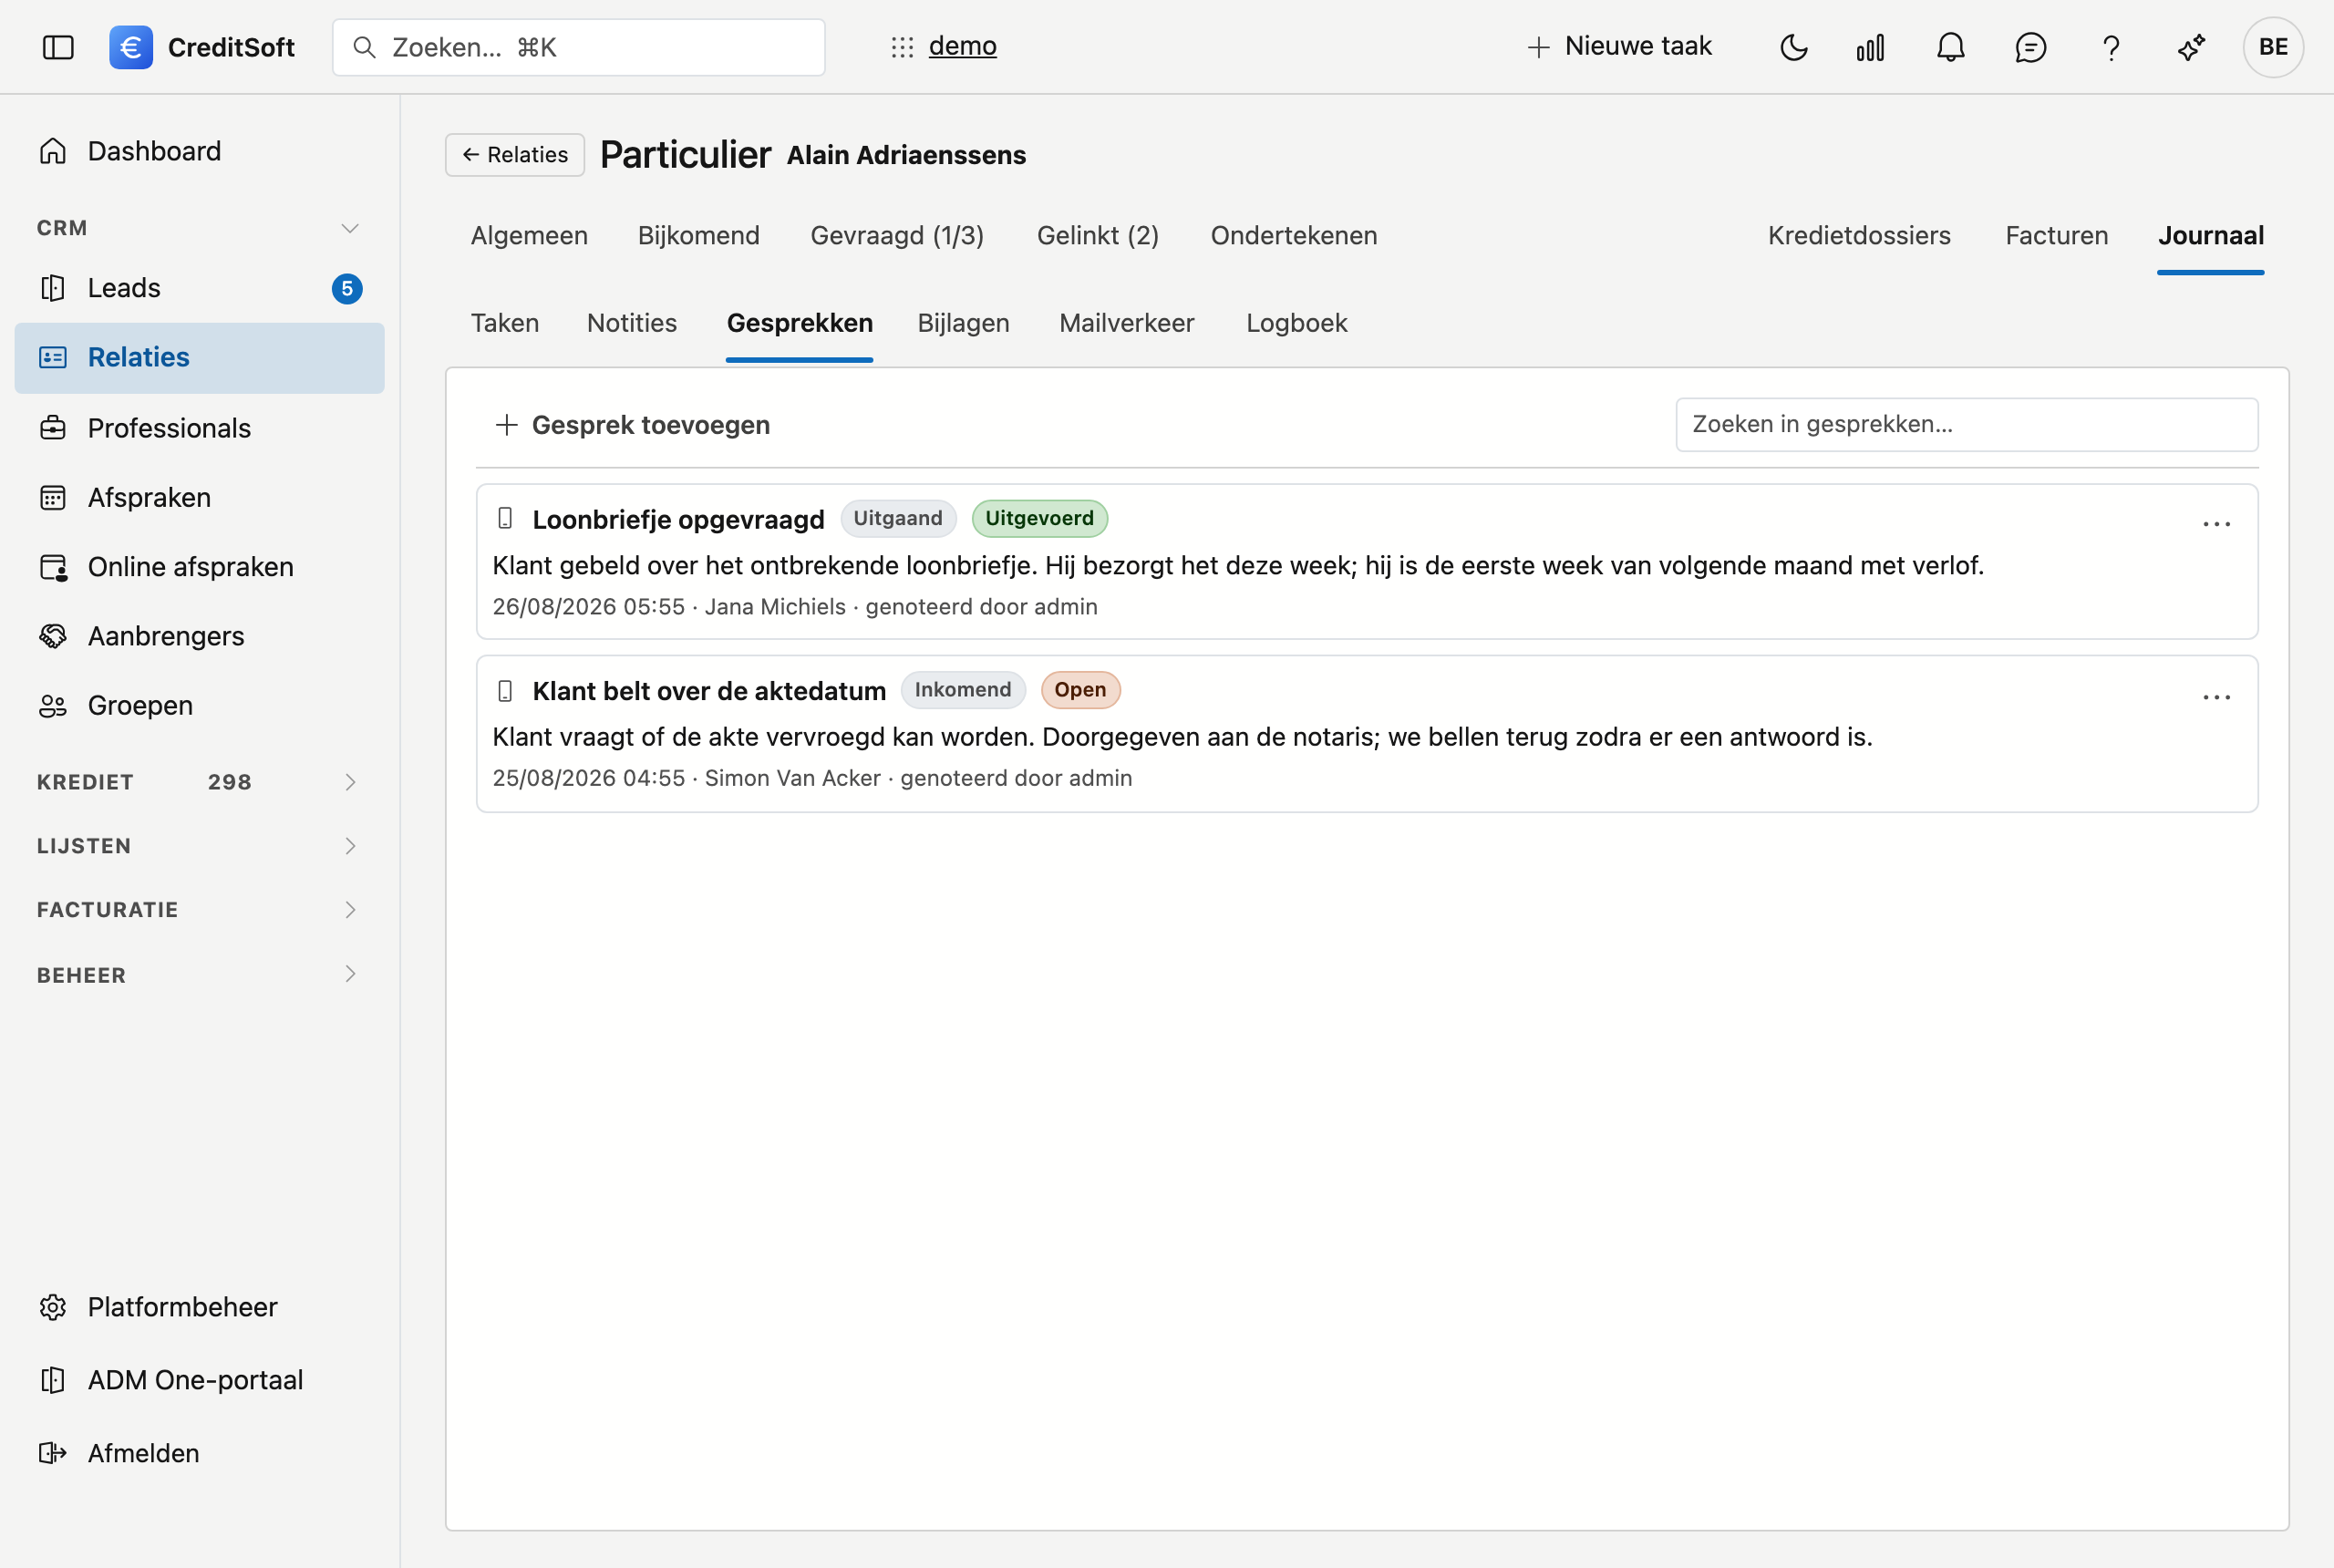 CreditSoft
Zoeken... ⌘K
demo
Nieuwe taak
BE
Dashboard
CRM
Leads 5
Relaties
Professionals
Afspraken
Online afspraken
Aanbrengers
Groepen
KREDIET 298
LIJSTEN
FACTURATIE
BEHEER
Platformbeheer
ADM One-portaal
Afmelden
← Relaties Particulier Alain Adriaenssens
Algemeen Bijkomend Gevraagd (1/3) Gelinkt (2) Ondertekenen Kredietdossiers Facturen Journaal
Taken Notities Gesprekken Bijlagen Mailverkeer Logboek
Gesprek toevoegen Zoeken in gesprekken...
Loonbriefje opgevraagd Uitgaand Uitgevoerd
Klant gebeld over het ontbrekende loonbriefje. Hij bezorgt het deze week; hij is de eerste week van volgende maand met verlof.
26/08/2026 05:55 · Jana Michiels · genoteerd door admin
Klant belt over de aktedatum Inkomend Open
Klant vraagt of de akte vervroegd kan worden. Doorgegeven aan de notaris; we bellen terug zodra er een antwoord is.
25/08/2026 04:55 · Simon Van Acker · genoteerd door admin